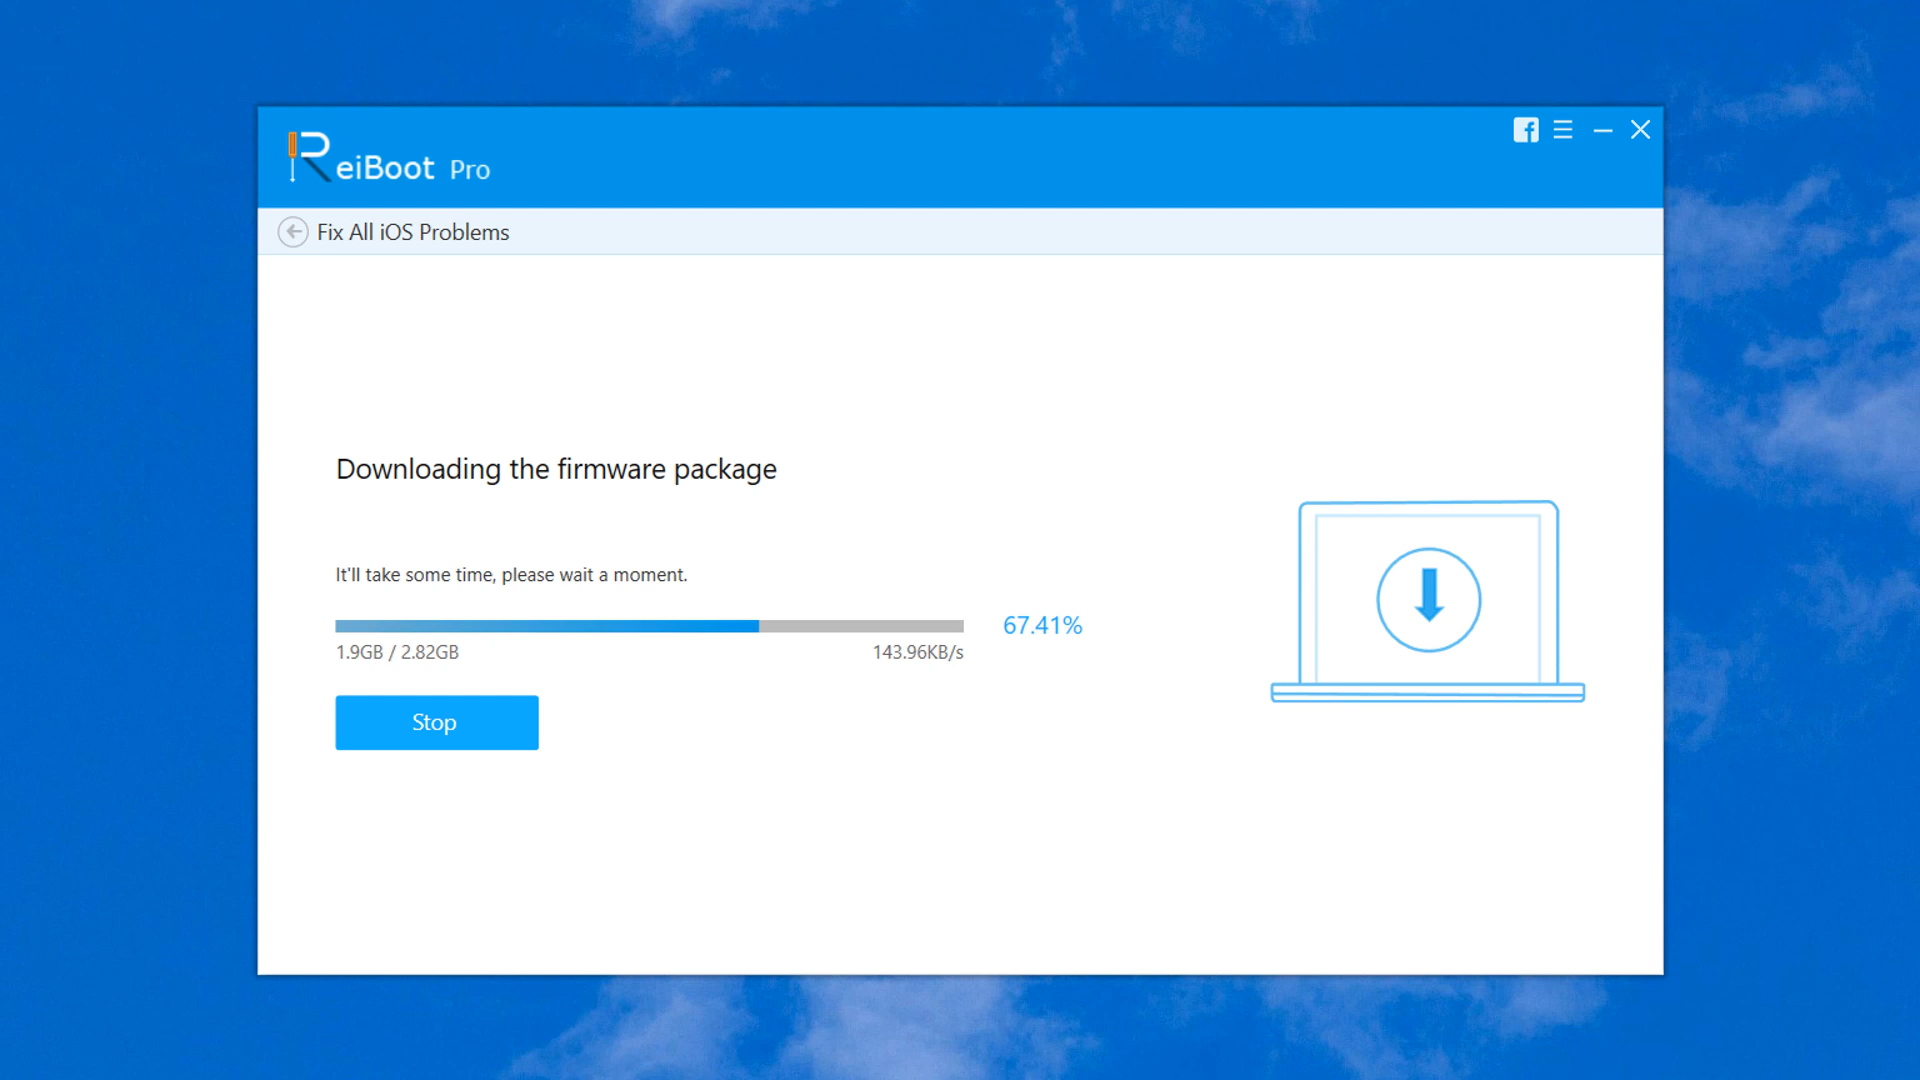 ReiBoot Pro
Fix All iOS Problems
Downloading the firmware package
It'll take some time, please wait a moment.
67.41%
1.9GB / 2.82GB 143.96KB/s
Stop